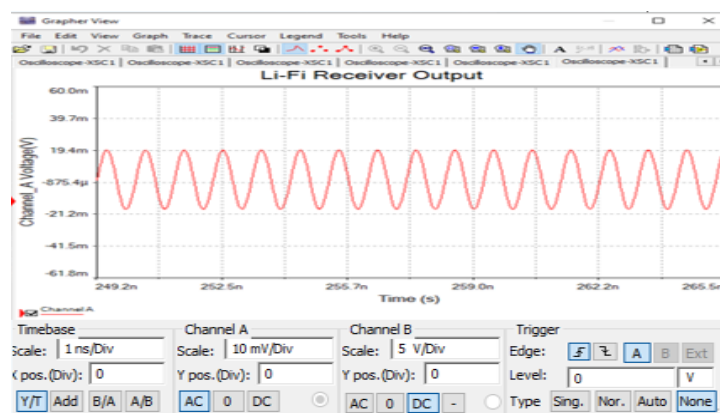 Grapher View
File Edit View Graph Trace Cursor Legend Tools Help
Oscilloscope-XSC1 Oscilloscope-XSC1 Oscilloscope-XSC1 Oscilloscope-XSC1 Oscilloscope-XSC1 Oscilloscope-XSC1
Li-Fi Receiver Output
60.0m
39.7m
19.4m
-875.4µ
-21.2m
-41.5m
-61.8m
Channel_A Voltage(V)
249.2n 252.5n 255.7n 259.0n 262.2n 265.5n
Time (s)
Channel A
Timebase Channel A Channel B Trigger
Scale: 1 ns/Div Scale: 10 mV/Div Scale: 5 V/Div Edge: A B Ext
X pos.(Div): 0 Y pos.(Div): 0 Y pos.(Div): 0 Level: 0 V
Y/T Add B/A A/B AC 0 DC AC 0 DC - Type Sing. Nor. Auto None